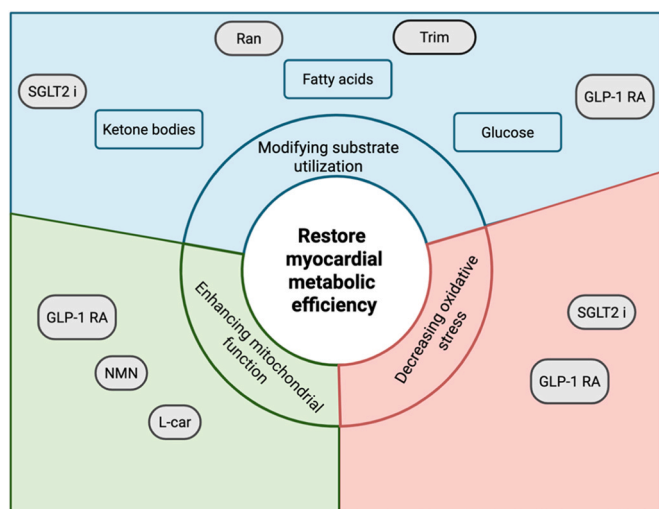 Ran
Trim
Fatty acids
SGLT2 i
GLP-1 RA
Ketone bodies
Glucose
Modifying substrate
utilization
Restore
myocardial
metabolic
efficiency
Enhancing mitochondrial
function
Decreasing oxidative
stress
GLP-1 RA
NMN
L-car
SGLT2 i
GLP-1 RA